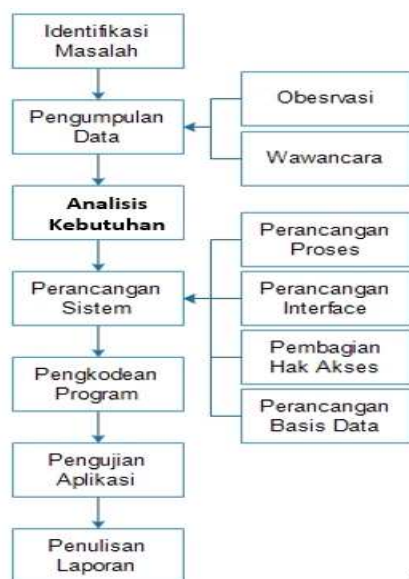 Identifikasi
Masalah
Pengumpulan
Data
Obesrvasi
Wawancara
Analisis
Kebutuhan
Perancangan
Sistem
Perancangan
Proses
Perancangan
Interface
Pembagian
Hak Akses
Perancangan
Basis Data
Pengkodean
Program
Pengujian
Aplikasi
Penulisan
Laporan